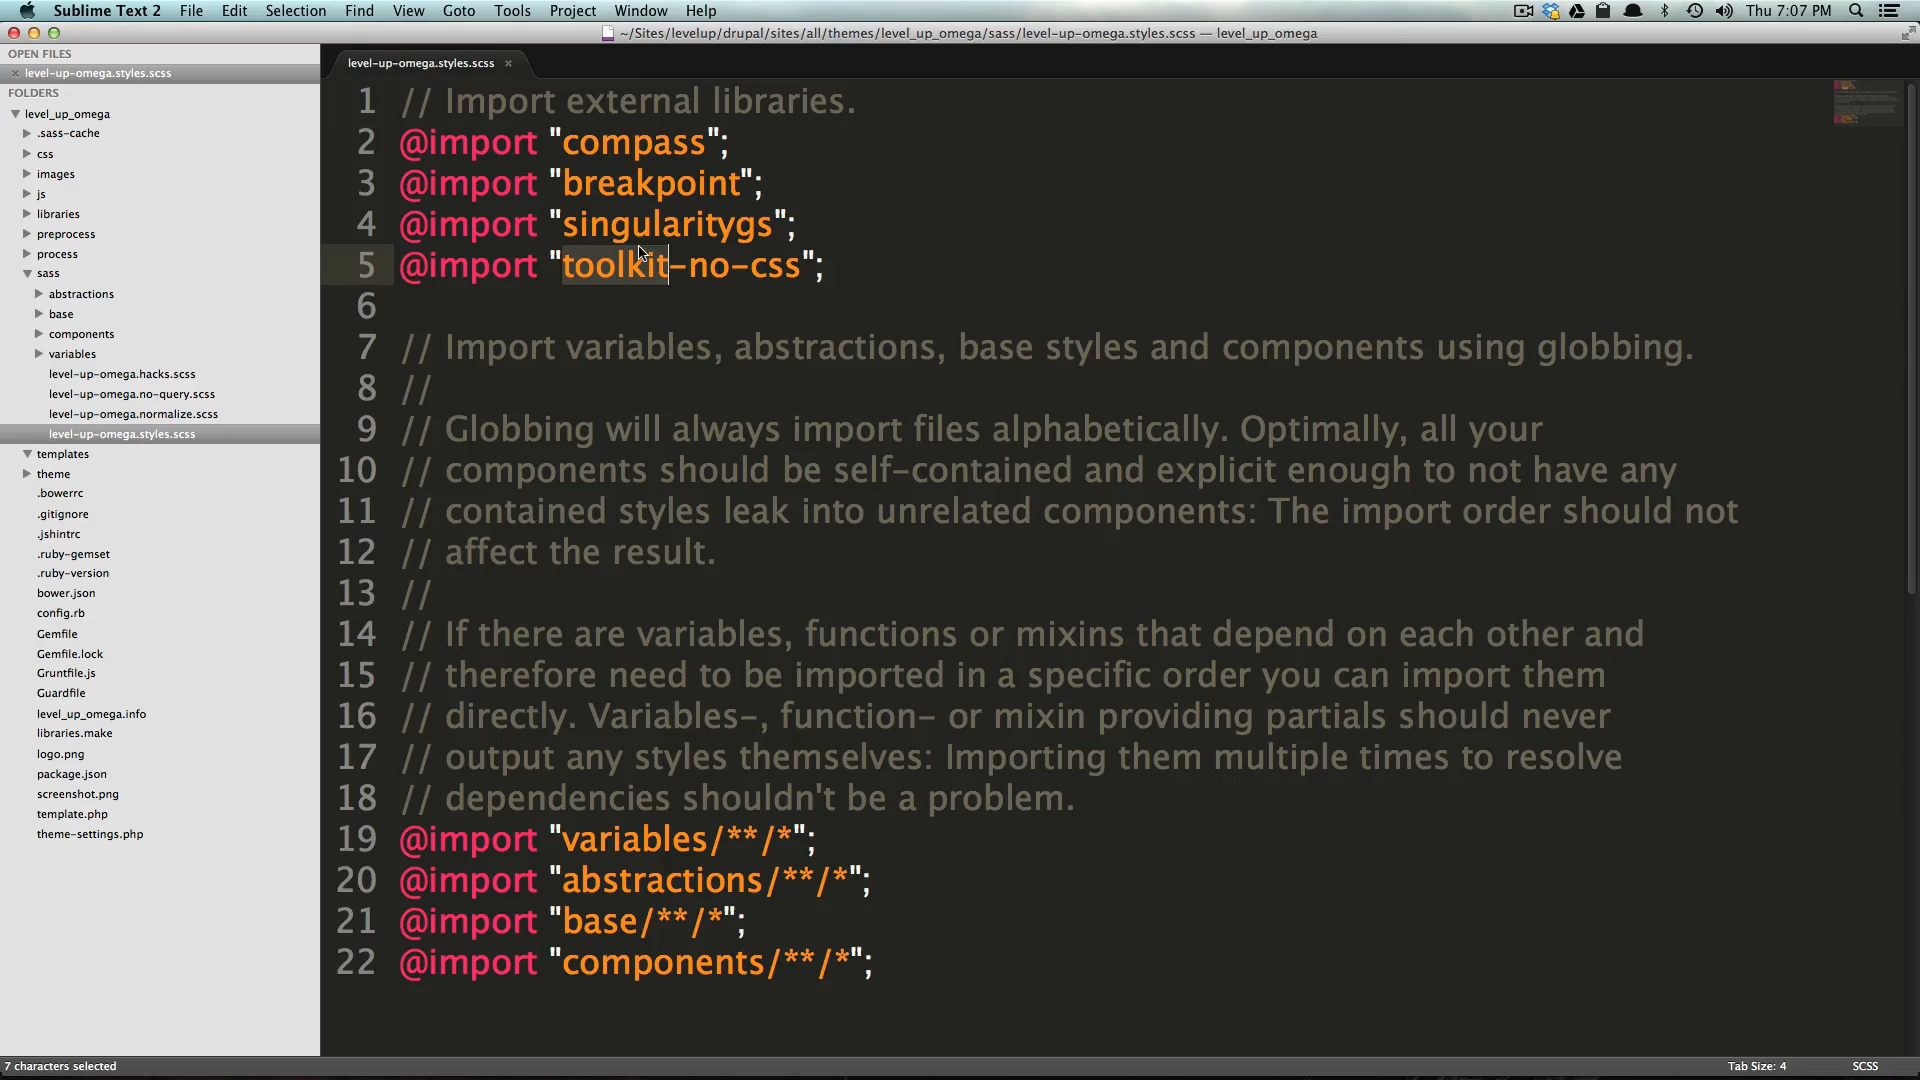 Sublime Text 2 File Edit Selection Find View Goto Tools Project Window Help Thu 7:07 PM
~/Sites/levelup/drupal/sites/all/themes/level_up_omega/sass/level-up-omega.styles.scss — level_up_omega
OPEN FILES
× level-up-omega.styles.scss
FOLDERS
level_up_omega
.sass-cache
css
images
js
libraries
preprocess
process
sass
abstractions
base
components
variables
level-up-omega.hacks.scss
level-up-omega.no-query.scss
level-up-omega.normalize.scss
level-up-omega.styles.scss
templates
theme
.bowerrc
.gitignore
.jshintrc
.ruby-gemset
.ruby-version
bower.json
config.rb
Gemfile
Gemfile.lock
Gruntfile.js
Guardfile
level_up_omega.info
libraries.make
logo.png
package.json
screenshot.png
template.php
theme-settings.php
level-up-omega.styles.scss ×
1 // Import external libraries.
2 @import "compass";
3 @import "breakpoint";
4 @import "singularitygs";
5 @import "toolkit-no-css";
6
7 // Import variables, abstractions, base styles and components using globbing.
8 //
9 // Globbing will always import files alphabetically. Optimally, all your
10 // components should be self-contained and explicit enough to not have any
11 // contained styles leak into unrelated components: The import order should not
12 // affect the result.
13 //
14 // If there are variables, functions or mixins that depend on each other and
15 // therefore need to be imported in a specific order you can import them
16 // directly. Variables-, function- or mixin providing partials should never
17 // output any styles themselves: Importing them multiple times to resolve
18 // dependencies shouldn't be a problem.
19 @import "variables/**/*";
20 @import "abstractions/**/*";
21 @import "base/**/*";
22 @import "components/**/*";
7 characters selected Tab Size: 4 SCSS